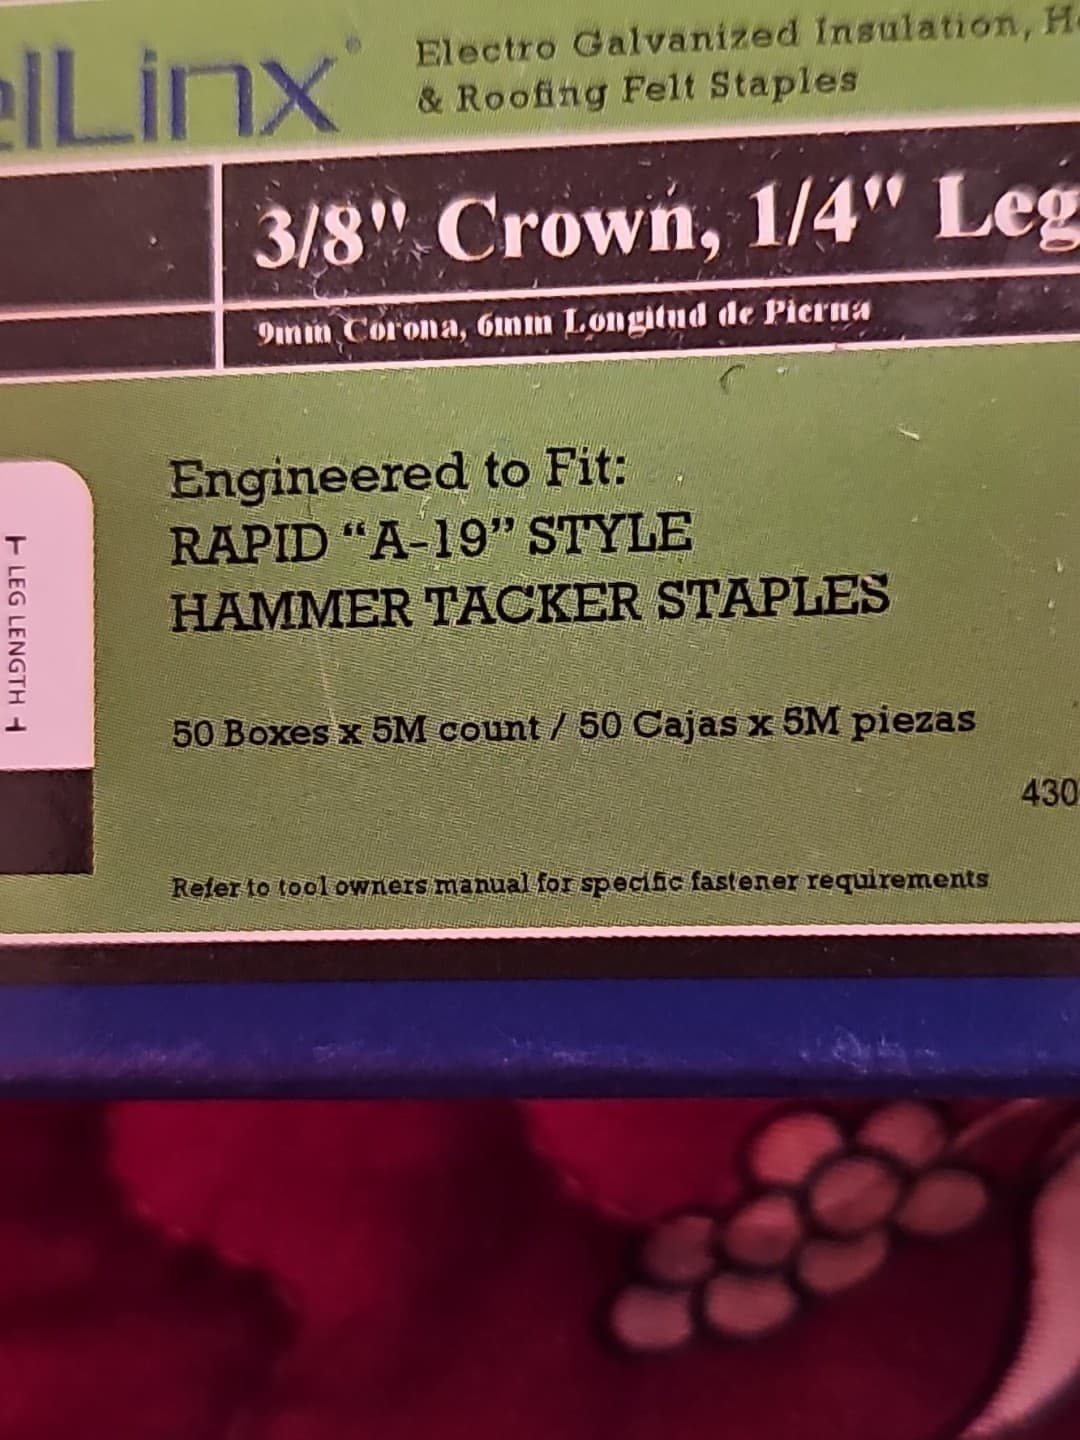 elLinx®
Electro Galvanized Insulation, H
& Roofing Felt Staples
3/8" Crown, 1/4" Leg
9mm Corona, 6mm Longitud de Pierna
LEG LENGTH
Engineered to Fit:
RAPID “A-19” STYLE
HAMMER TACKER STAPLES
50 Boxes x 5M count / 50 Cajas x 5M piezas
430
Refer to tool owners manual for specific fastener requirements